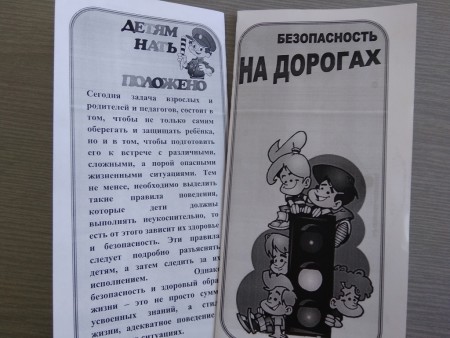 ДЕТЯМ
НАТЬ
ПОЛОЖЕНО
Сегодня задача взрослых а
родителей и педагогов, состоит в
том, чтобы не только самим
оберегать и защищать ребёнка,
но и в том, чтобы подготовить
его к встрече с различными,
сложными, а порой опасными
жизненными ситуациями. Тем
не менее, необходимо выделить
такие правила поведения,
которые дети должны
выполнять неукоснительно, то
есть от этого зависит их здоровье
и безопасность. Эти правила
следует подробно разъяснить
детям, а затем следить за их
исполнением. Однако
безопасность и здоровый обра
жизни – это не просто сумм
усвоенных знаний, а стил
жизни, адекватное поведение
ситуациях.
БЕЗОПАСНОСТЬ
НА ДОРОГАХ